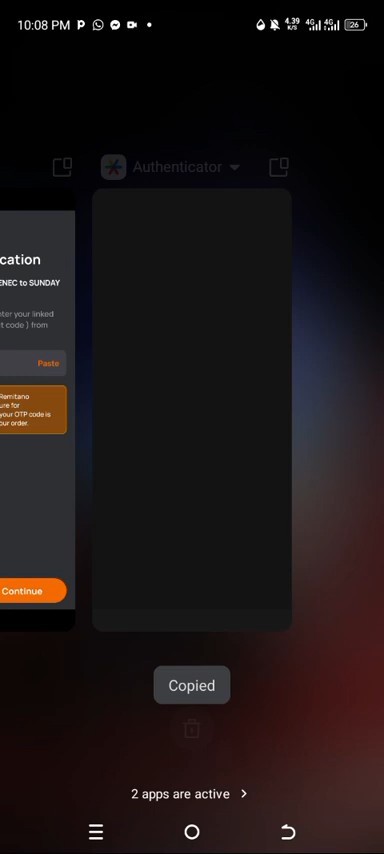 10:08 PM
4.39
K/S
4G
4G
26
Authenticator
cation
ENEC to SUNDAY
nter your linked
t code ) from
Paste
Remitano
ure for
your OTP code is
our order.
Continue
Copied
2 apps are active